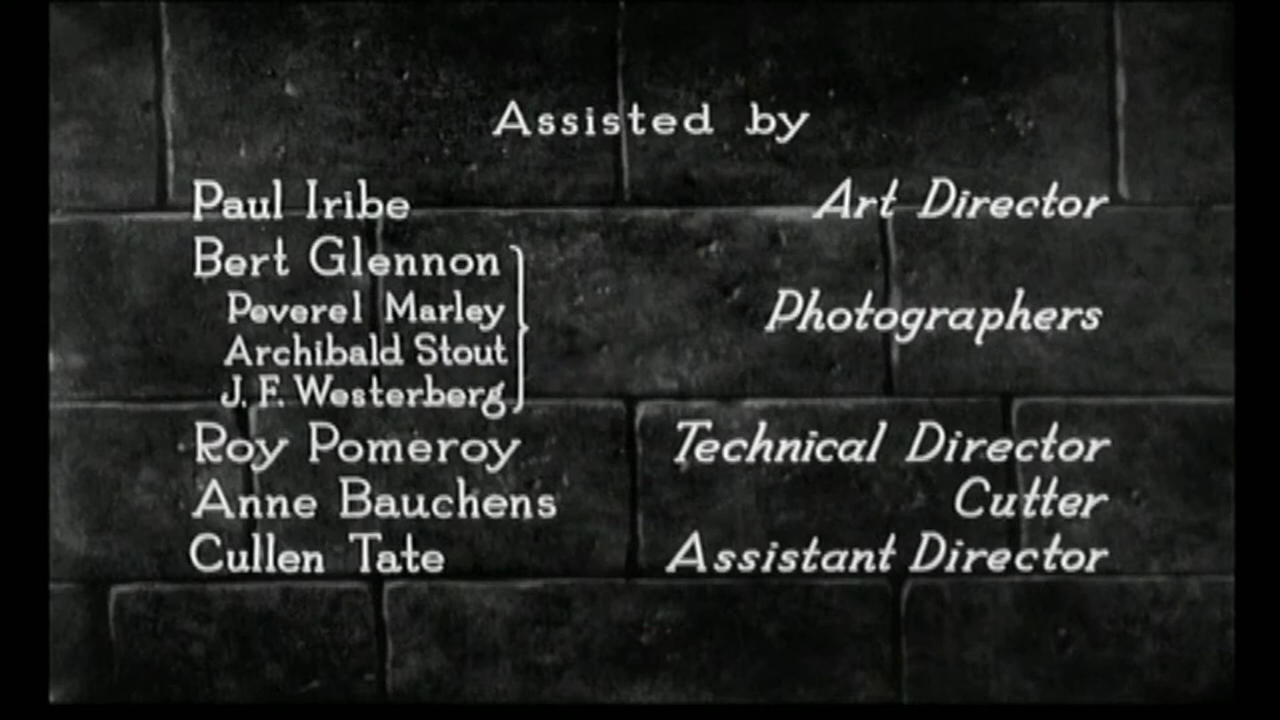 Assisted by
Paul Iribe Art Director
Bert Glennon
Peverel Marley Photographers
Archibald Stout
J. F. Westerberg
Roy Pomeroy Technical Director
Anne Bauchens Cutter
Cullen Tate Assistant Director